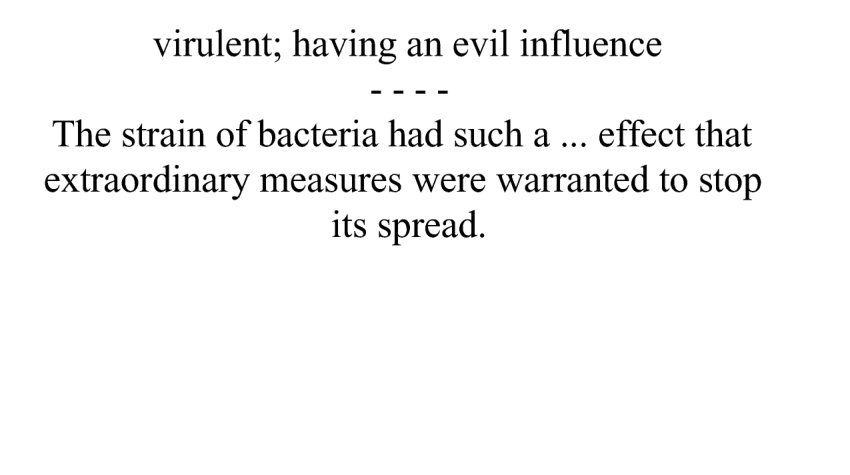 virulent; having an evil influence
- - - -
The strain of bacteria had such a ... effect that
extraordinary measures were warranted to stop
its spread.